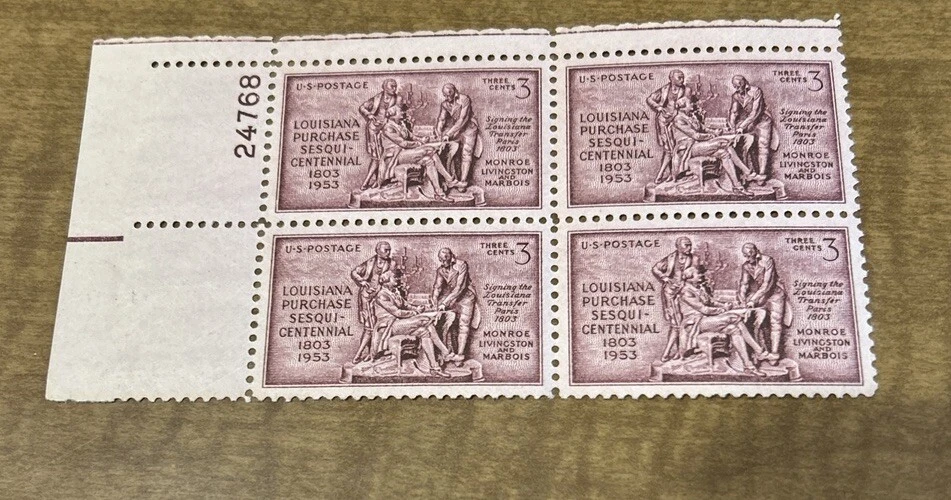 24768
U·S·POSTAGE
THREE CENTS 3
LOUISIANA
PURCHASE
SESQUI-
CENTENNIAL
1803
1953
Signing the
Louisiana
Transfer
Paris
1803
MONROE
LIVINGSTON
AND
MARBOIS
U·S·POSTAGE
THREE CENTS 3
LOUISIANA
PURCHASE
SESQUI-
CENTENNIAL
1803
1953
Signing the
Louisiana
Transfer
Paris
1803
MONROE
LIVINGSTON
AND
MARBOIS
U·S·POSTAGE
THREE CENTS 3
LOUISIANA
PURCHASE
SESQUI-
CENTENNIAL
1803
1953
Signing the
Louisiana
Transfer
Paris
1803
MONROE
LIVINGSTON
AND
MARBOIS
U·S·POSTAGE
THREE CENTS 3
LOUISIANA
PURCHASE
SESQUI-
CENTENNIAL
1803
1953
Signing the
Louisiana
Transfer
Paris
1803
MONROE
LIVINGSTON
AND
MARBOIS